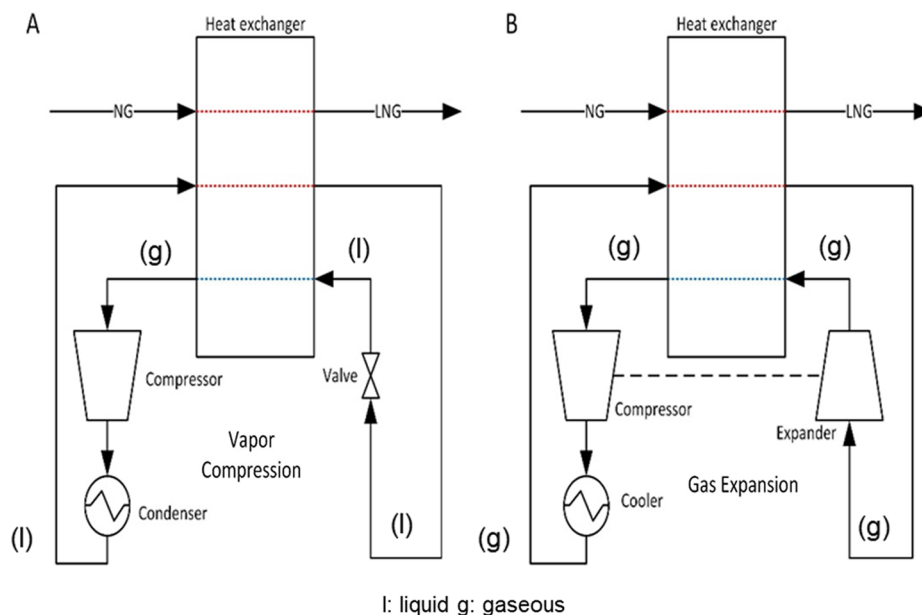 A
Heat exchanger
NG
LNG
(g)
(l)
Compressor
Valve
Vapor
Compression
Condenser
(l)
(l)
B
Heat exchanger
NG
LNG
(g)
(g)
Compressor
Expander
Gas Expansion
Cooler
(g)
(g)
l: liquid g: gaseous